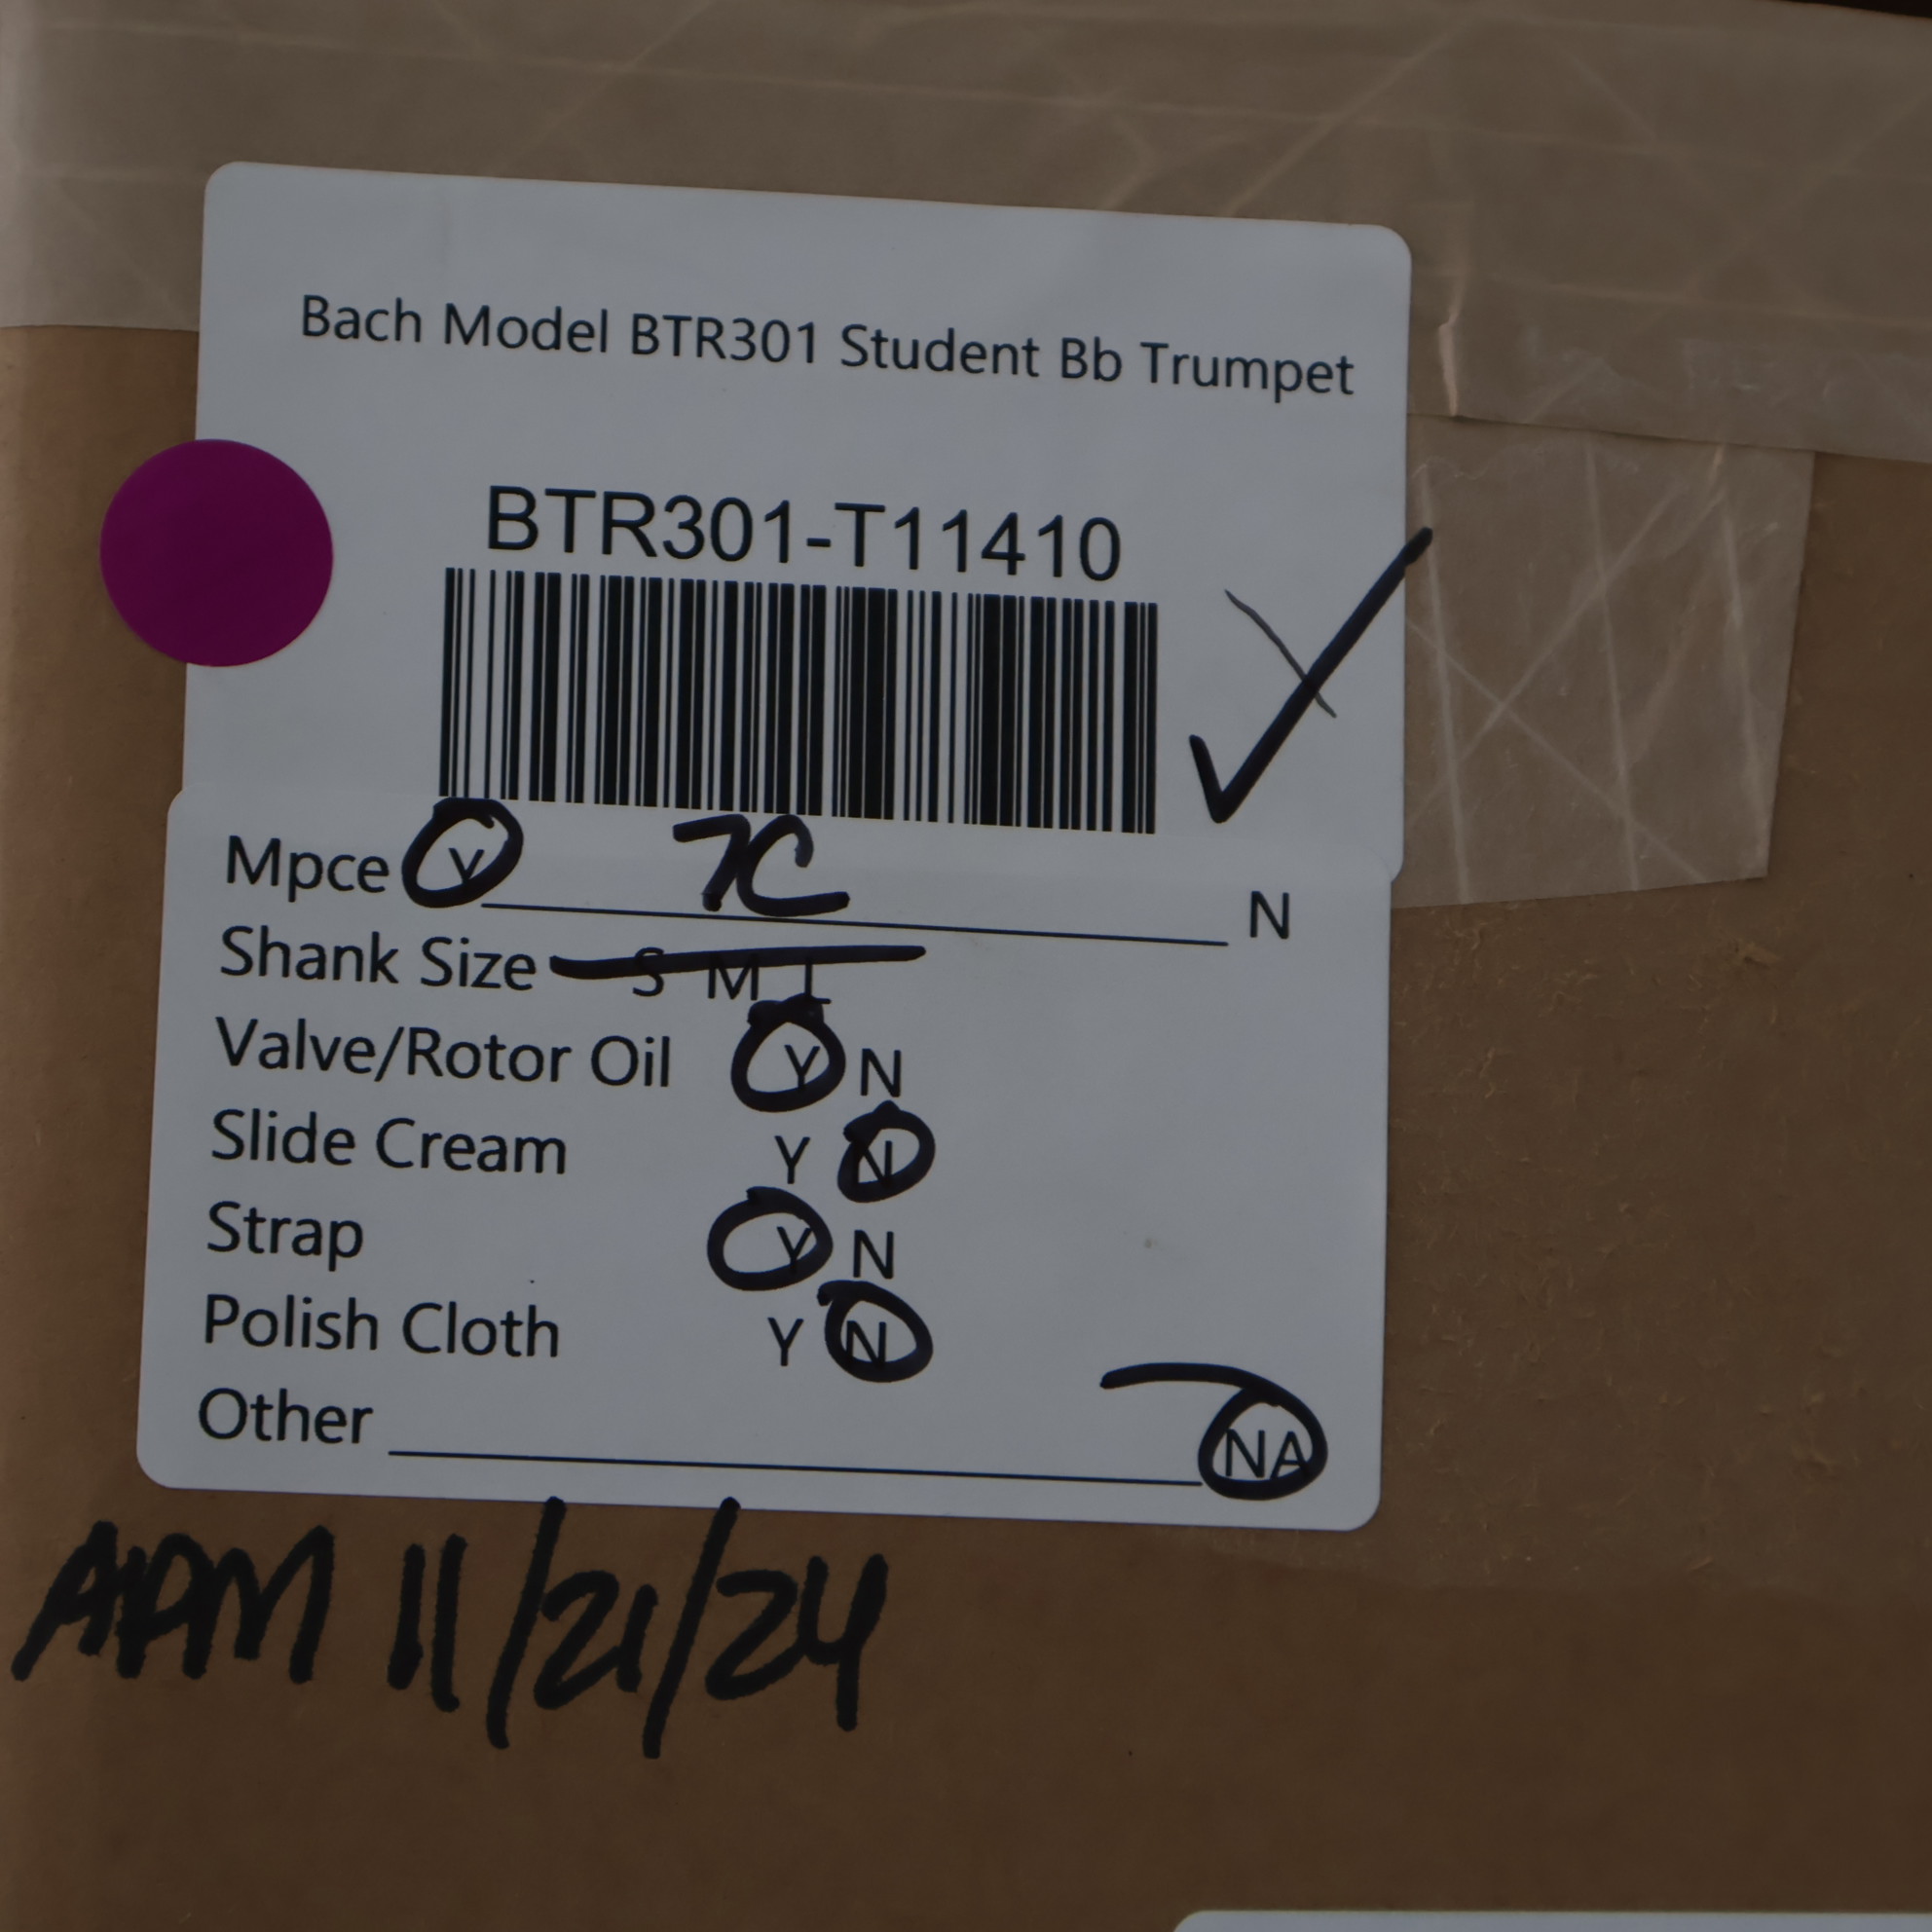 Bach Model BTR301 Student Bb Trumpet
BTR301-T11410
Mpce Y 7C N
Shank Size S M L
Valve/Rotor Oil Y N
Slide Cream Y N
Strap Y N
Polish Cloth Y N
Other NA
11/21/24